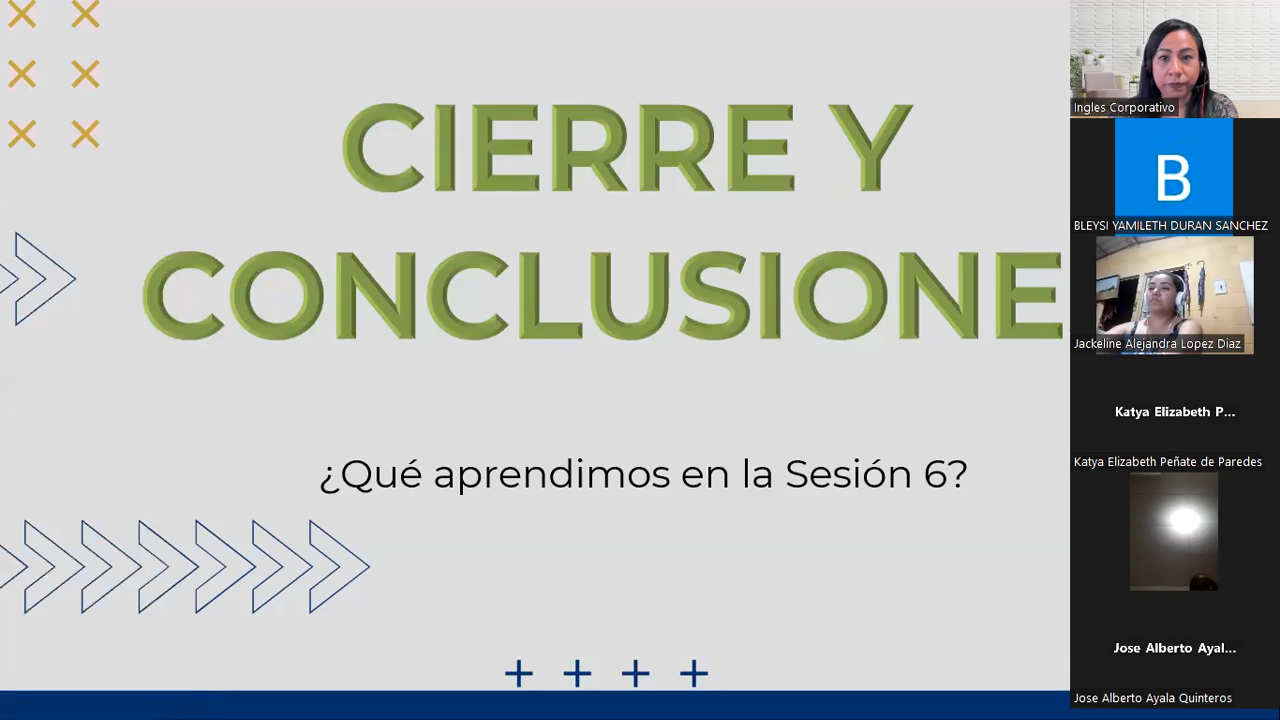 CIERRE Y
CONCLUSIONE
¿Qué aprendimos en la Sesión 6?
Ingles Corporativo
B
BLEYSI YAMILETH DURAN SANCHEZ
Jackeline Alejandra Lopez Diaz
Katya Elizabeth P...
Katya Elizabeth Peñate de Paredes
Jose Alberto Ayal...
Jose Alberto Ayala Quinteros